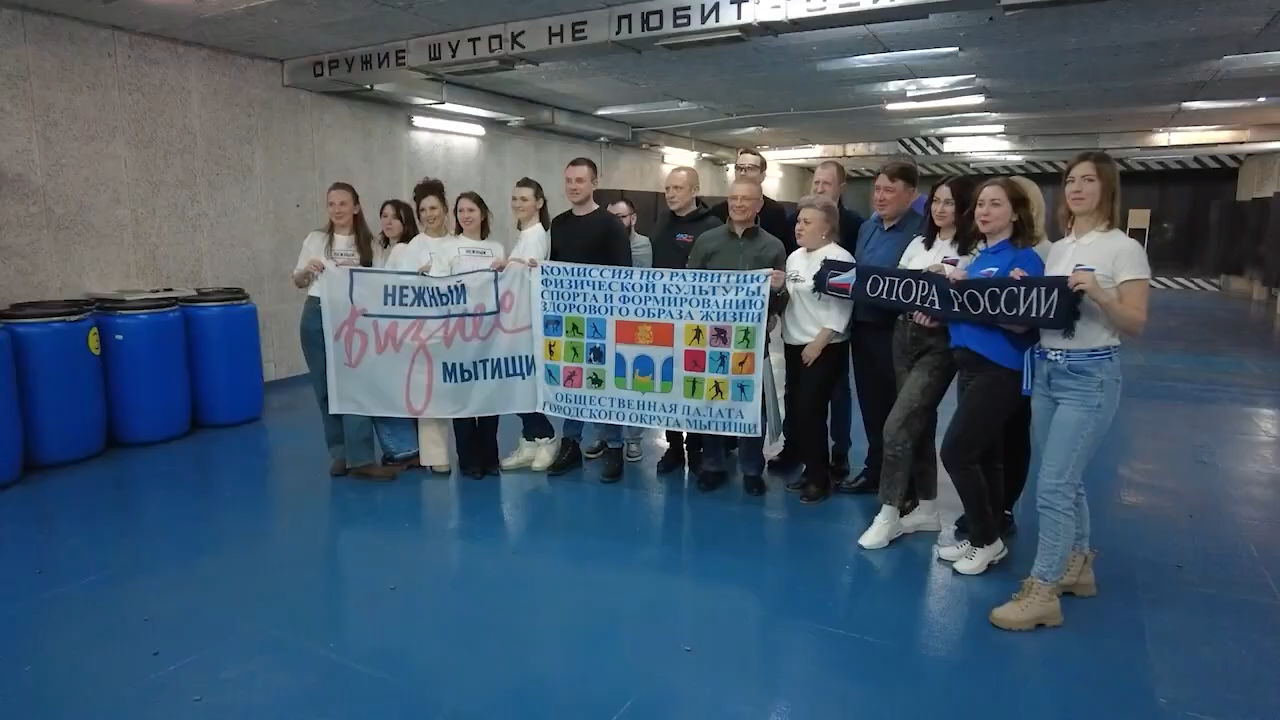 ОРУЖИЕ ШУТОК НЕ ЛЮБИТ -
НЕЖНЫЙ
бизнес
МЫТИЩИ
КОМИССИЯ ПО РАЗВИТИЮ
ФИЗИЧЕСКОЙ КУЛЬТУРЫ
СПОРТА И ФОРМИРОВАНИЮ
ЗДОРОВОГО ОБРАЗА ЖИЗНИ
ОБЩЕСТВЕННАЯ ПАЛАТА
ГОРОДСКОГО ОКРУГА МЫТИЩИ
НЕЖНЫЙ
ОПОРА РОССИИ